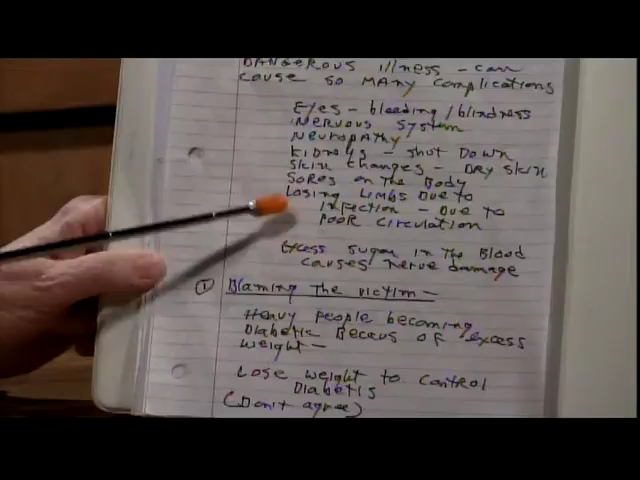 DANGEROUS illness - can
cause so MANY complications
Eyes - bleeding / blindness
NERVOUS SYSTEM
Neuropathy
KIDNEYS - SHUT DOWN
Skin changes - DRY SKIN
SORES on the Body
Losing LIMBS Due to
INfection - Due to
POOR circulation
Excess sugar in the Blood
causes nerve damage
① Blaming the victim -
Heavy people becoming
Diabetic Becaus of excess
weight -
Lose weight to control
Diabetis
(Don't agree)